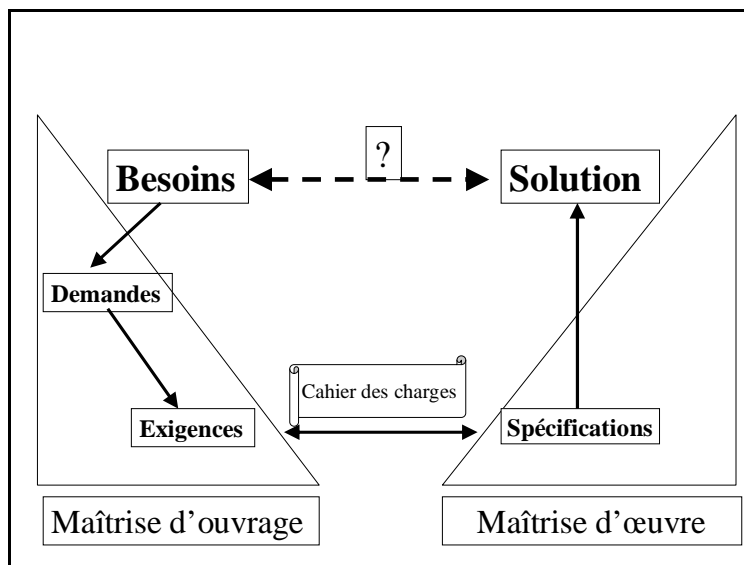 ?
Besoins
Solution
Demandes
Cahier des charges
Exigences
Spécifications
Maîtrise d'ouvrage
Maîtrise d'œuvre